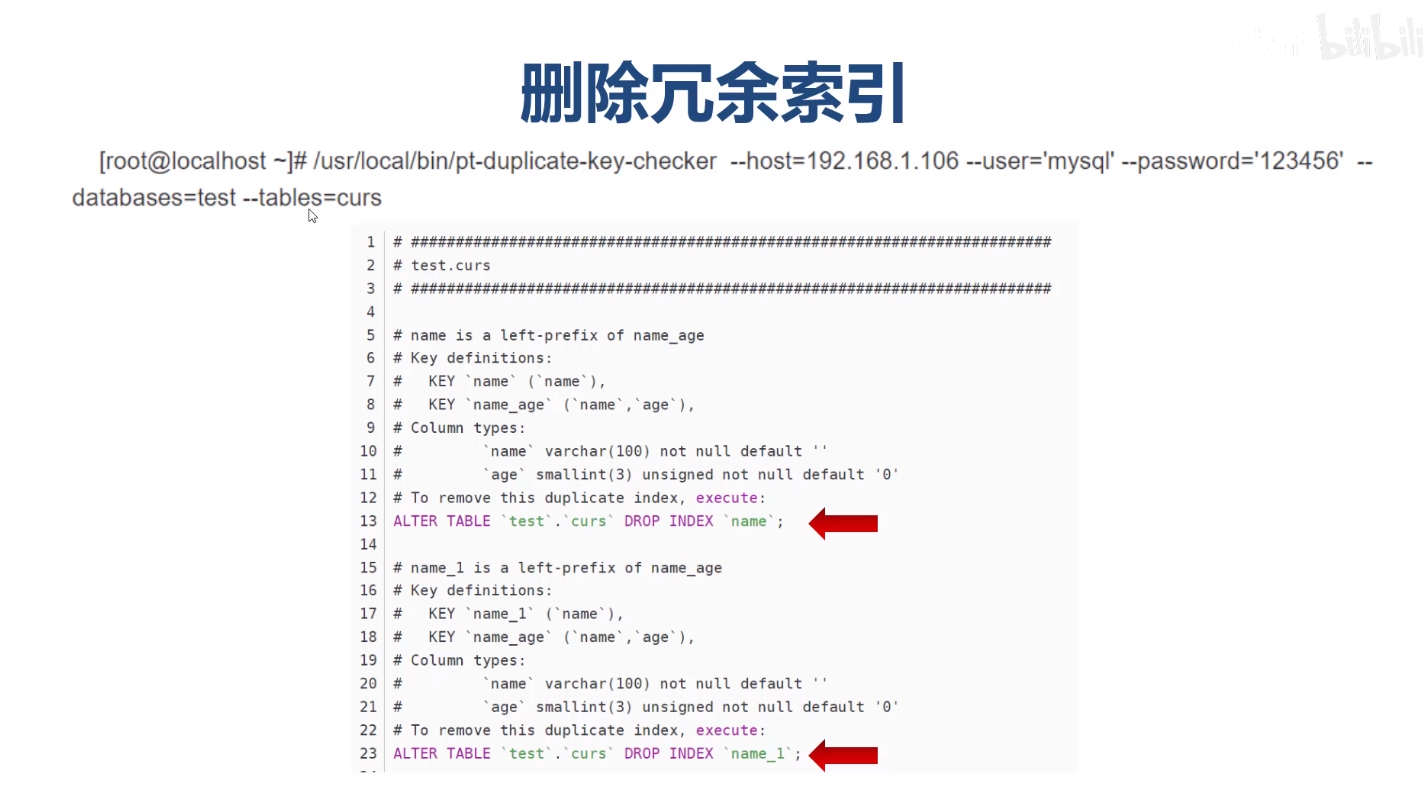 bilibili
删除冗余索引
[root@localhost ~]# /usr/local/bin/pt-duplicate-key-checker  --host=192.168.1.106 --user='mysql' --password='123456'  --
databases=test --tables=curs
1 # ########################################################################
2 # test.curs
3 # ########################################################################
4
5 # name is a left-prefix of name_age
6 # Key definitions:
7 #   KEY `name` (`name`),
8 #   KEY `name_age` (`name`,`age`),
9 # Column types:
10 #         `name` varchar(100) not null default ''
11 #         `age` smallint(3) unsigned not null default '0'
12 # To remove this duplicate index, execute:
13 ALTER TABLE `test`.`curs` DROP INDEX `name`;
14
15 # name_1 is a left-prefix of name_age
16 # Key definitions:
17 #   KEY `name_1` (`name`),
18 #   KEY `name_age` (`name`,`age`),
19 # Column types:
20 #         `name` varchar(100) not null default ''
21 #         `age` smallint(3) unsigned not null default '0'
22 # To remove this duplicate index, execute:
23 ALTER TABLE `test`.`curs` DROP INDEX `name_1`;